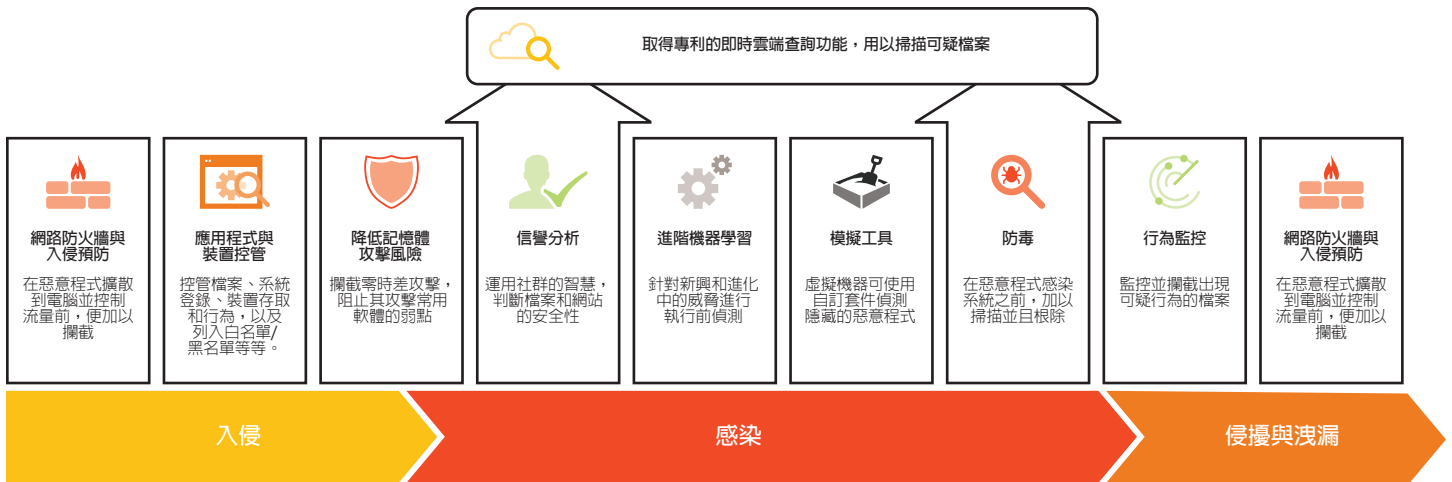 取得專利的即時雲端查詢功能，用以掃描可疑檔案
網路防火牆與
入侵預防
在惡意程式擴散
到電腦並控制
流量前，便加以
攔截
應用程式與
裝置控管
控管檔案、系統
登錄、裝置存取
和行為，以及
列入白名單/
黑名單等等。
降低記憶體
攻擊風險
攔截零時差攻擊，
阻止其攻擊常用
軟體的弱點
信譽分析
運用社群的智慧，
判斷檔案和網站
的安全性
進階機器學習
針對新興和進化
中的威脅進行
執行前偵測
模擬工具
虛擬機器可使用
自訂套件偵測
隱藏的惡意程式
防毒
在惡意程式感染
系統之前，加以
掃描並且根除
行為監控
監控並攔截出現
可疑行為的檔案
網路防火牆與
入侵預防
在惡意程式擴散
到電腦並控制
流量前，便加以
攔截
入侵
感染
侵擾與洩漏